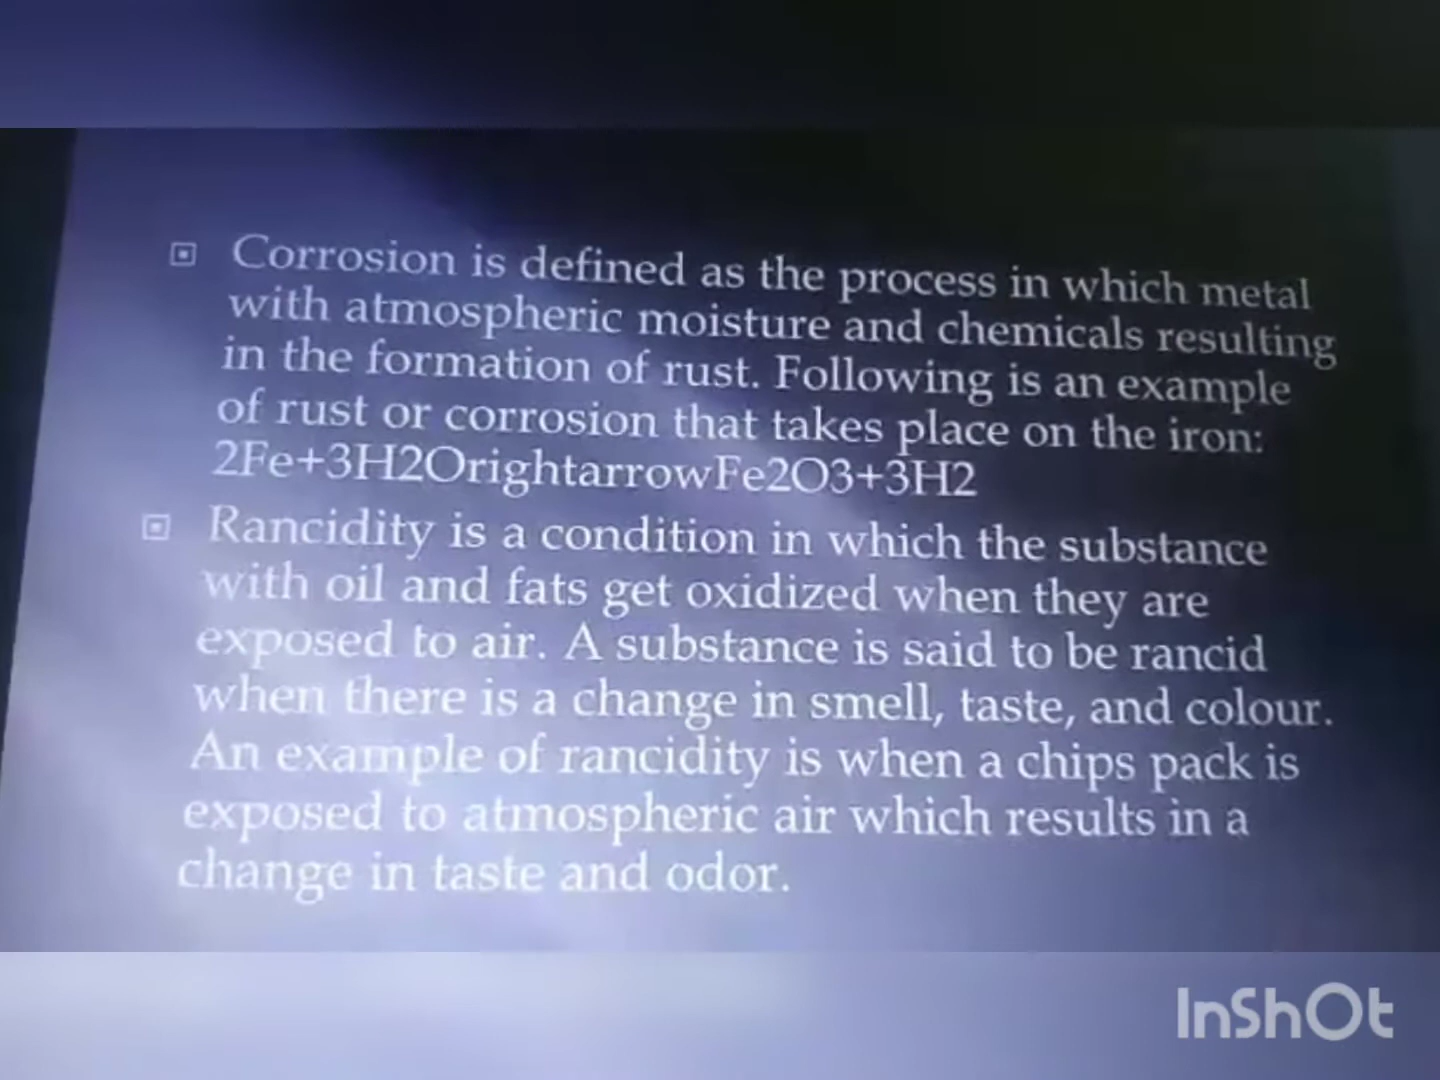 Corrosion is defined as the process in which metal
with atmospheric moisture and chemicals resulting
in the formation of rust. Following is an example
of rust or corrosion that takes place on the iron:
2Fe+3H2OrightarrowFe2O3+3H2
Rancidity is a condition in which the substance
with oil and fats get oxidized when they are
exposed to air. A substance is said to be rancid
when there is a change in smell, taste, and colour.
An example of rancidity is when a chips pack is
exposed to atmospheric air which results in a
change in taste and odor.
InShOt